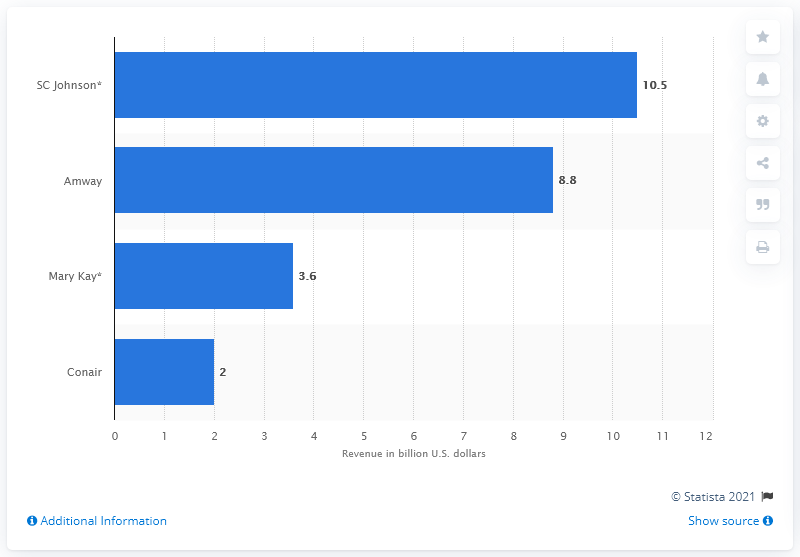 SC Johnson*
10.5
Amway
8.8
Mary Kay*
3.6
Conair
2
0 1 2 3 4 5 6 7 8 9 10 11 12
Revenue in billion U.S. dollars
© Statista 2021
Additional Information
Show source